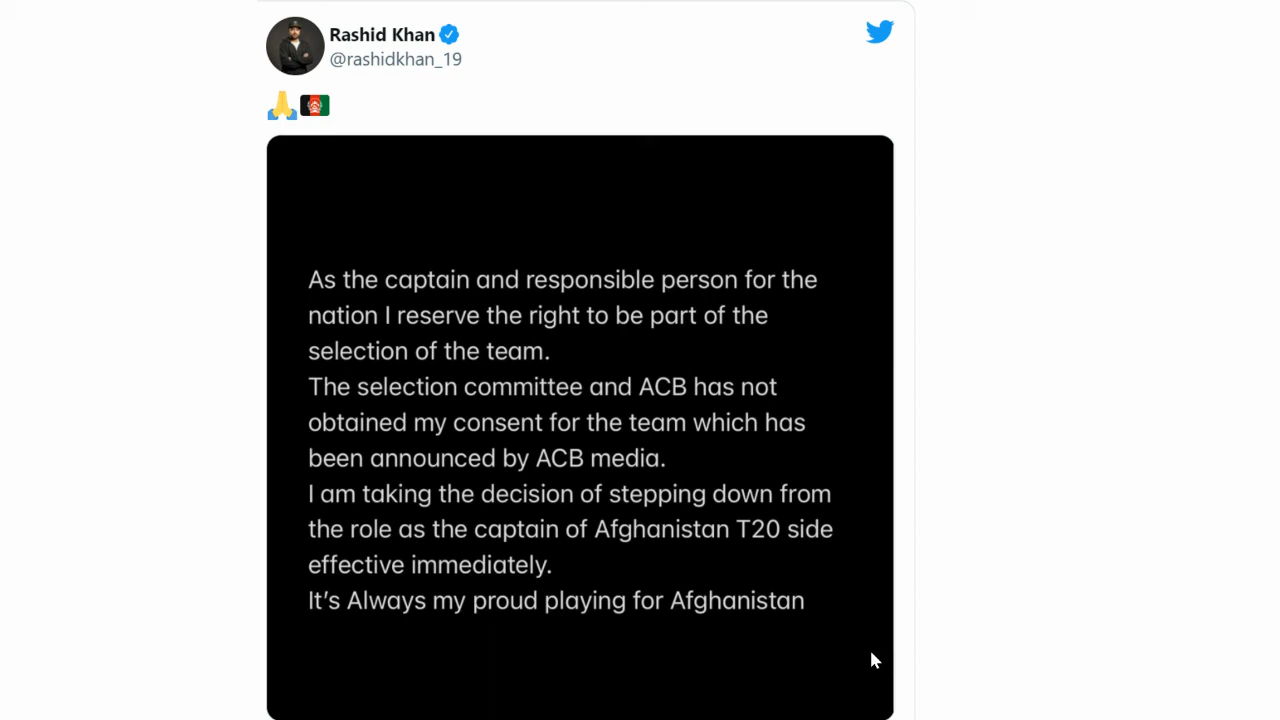 Rashid Khan
@rashidkhan_19
🙏🇦🇫
As the captain and responsible person for the
nation I reserve the right to be part of the
selection of the team.
The selection committee and ACB has not
obtained my consent for the team which has
been announced by ACB media.
I am taking the decision of stepping down from
the role as the captain of Afghanistan T20 side
effective immediately.
It’s Always my proud playing for Afghanistan